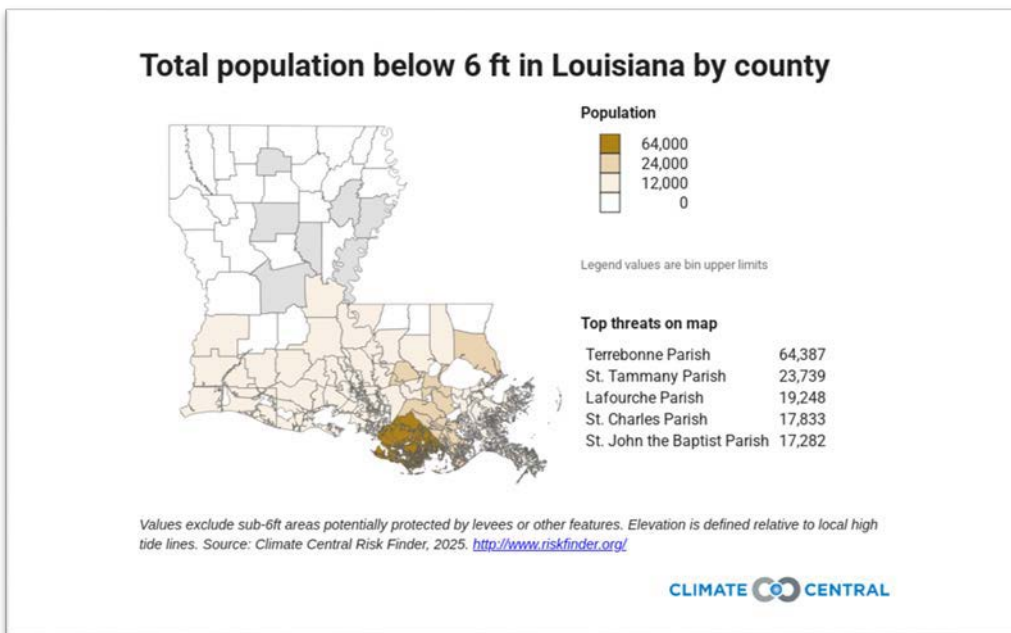 Total population below 6 ft in Louisiana by county
Population
64,000
24,000
12,000
0
Legend values are bin upper limits
Top threats on map
Terrebonne Parish 64,387
St. Tammany Parish 23,739
Lafourche Parish 19,248
St. Charles Parish 17,833
St. John the Baptist Parish 17,282
Values exclude sub-6ft areas potentially protected by levees or other features. Elevation is defined relative to local high
tide lines. Source: Climate Central Risk Finder, 2025. http://www.riskfinder.org/
CLIMATE CENTRAL